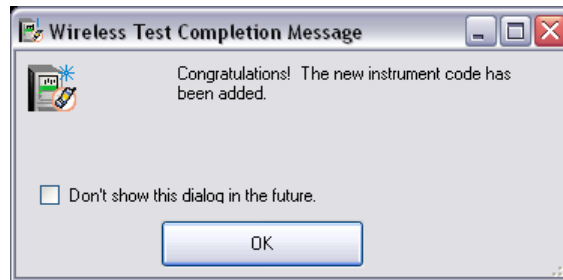 Wireless Test Completion Message
Congratulations! The new instrument code has
been added.
Don't show this dialog in the future.
OK